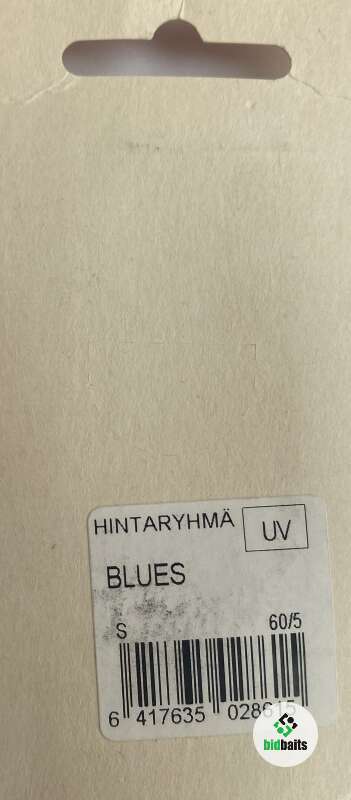 HINTARYHMÄ UV
BLUES
S 60/5
6 417635 028615
bidbaits